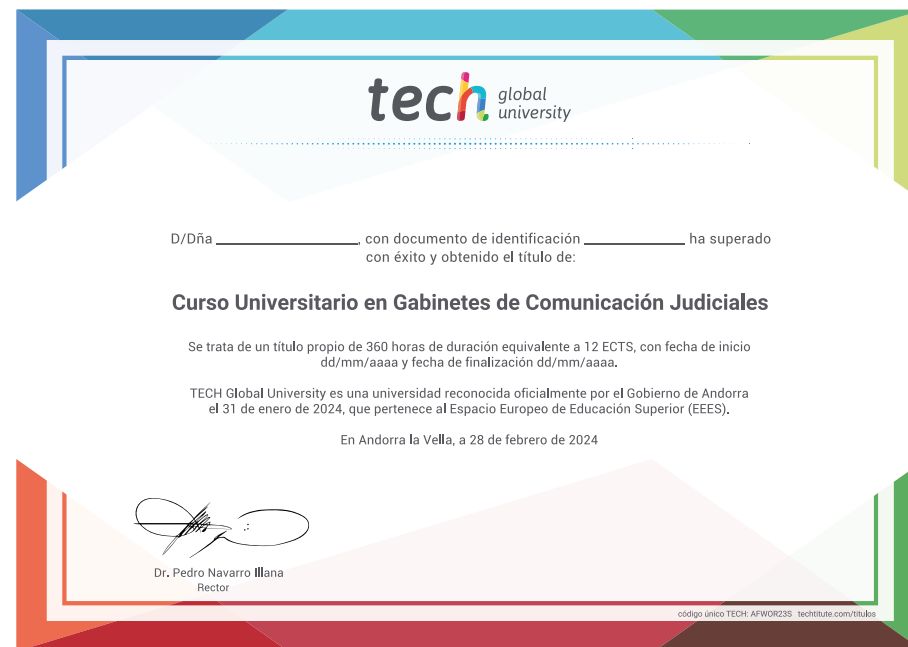 tech global university
D/Dña ________________, con documento de identificación ____________ ha superado
con éxito y obtenido el título de:
Curso Universitario en Gabinetes de Comunicación Judiciales
Se trata de un título propio de 360 horas de duración equivalente a 12 ECTS, con fecha de inicio
dd/mm/aaaa y fecha de finalización dd/mm/aaaa.
TECH Global University es una universidad reconocida oficialmente por el Gobierno de Andorra
el 31 de enero de 2024, que pertenece al Espacio Europeo de Educación Superior (EEES).
En Andorra la Vella, a 28 de febrero de 2024
Dr. Pedro Navarro Illana
Rector
código único TECH: AFWOR23S techtitute.com/titulos